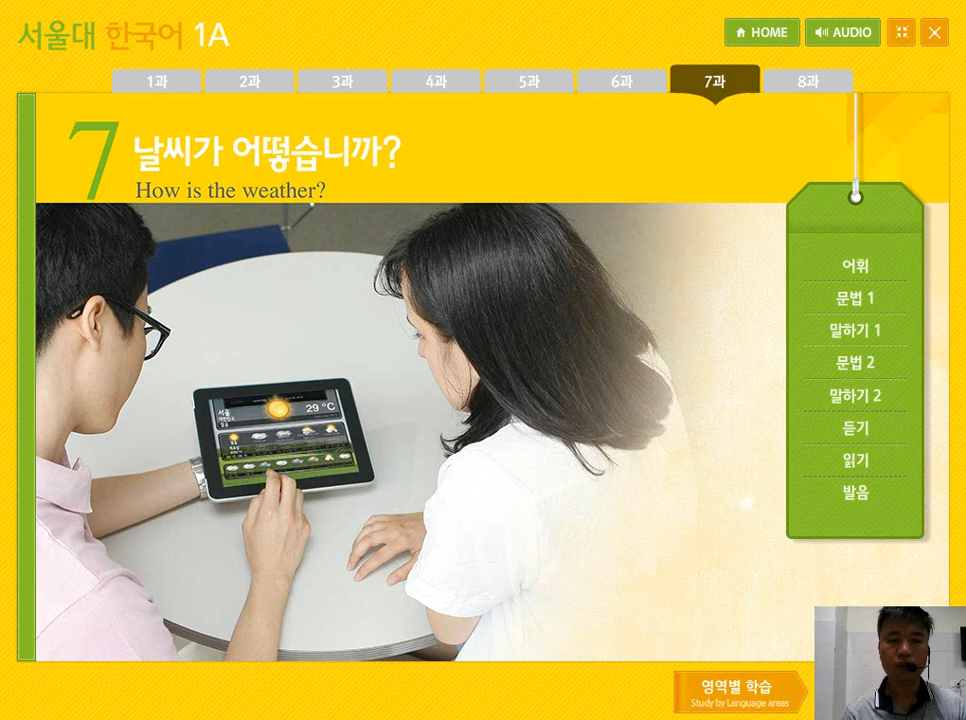 서울대 한국어 1A
HOME
AUDIO
1과
2과
3과
4과
5과
6과
7과
8과
7 날씨가 어떻습니까?
How is the weather?
어휘
문법 1
말하기 1
문법 2
말하기 2
듣기
읽기
발음
서울
29 °C
영역별 학습
Study by Language areas